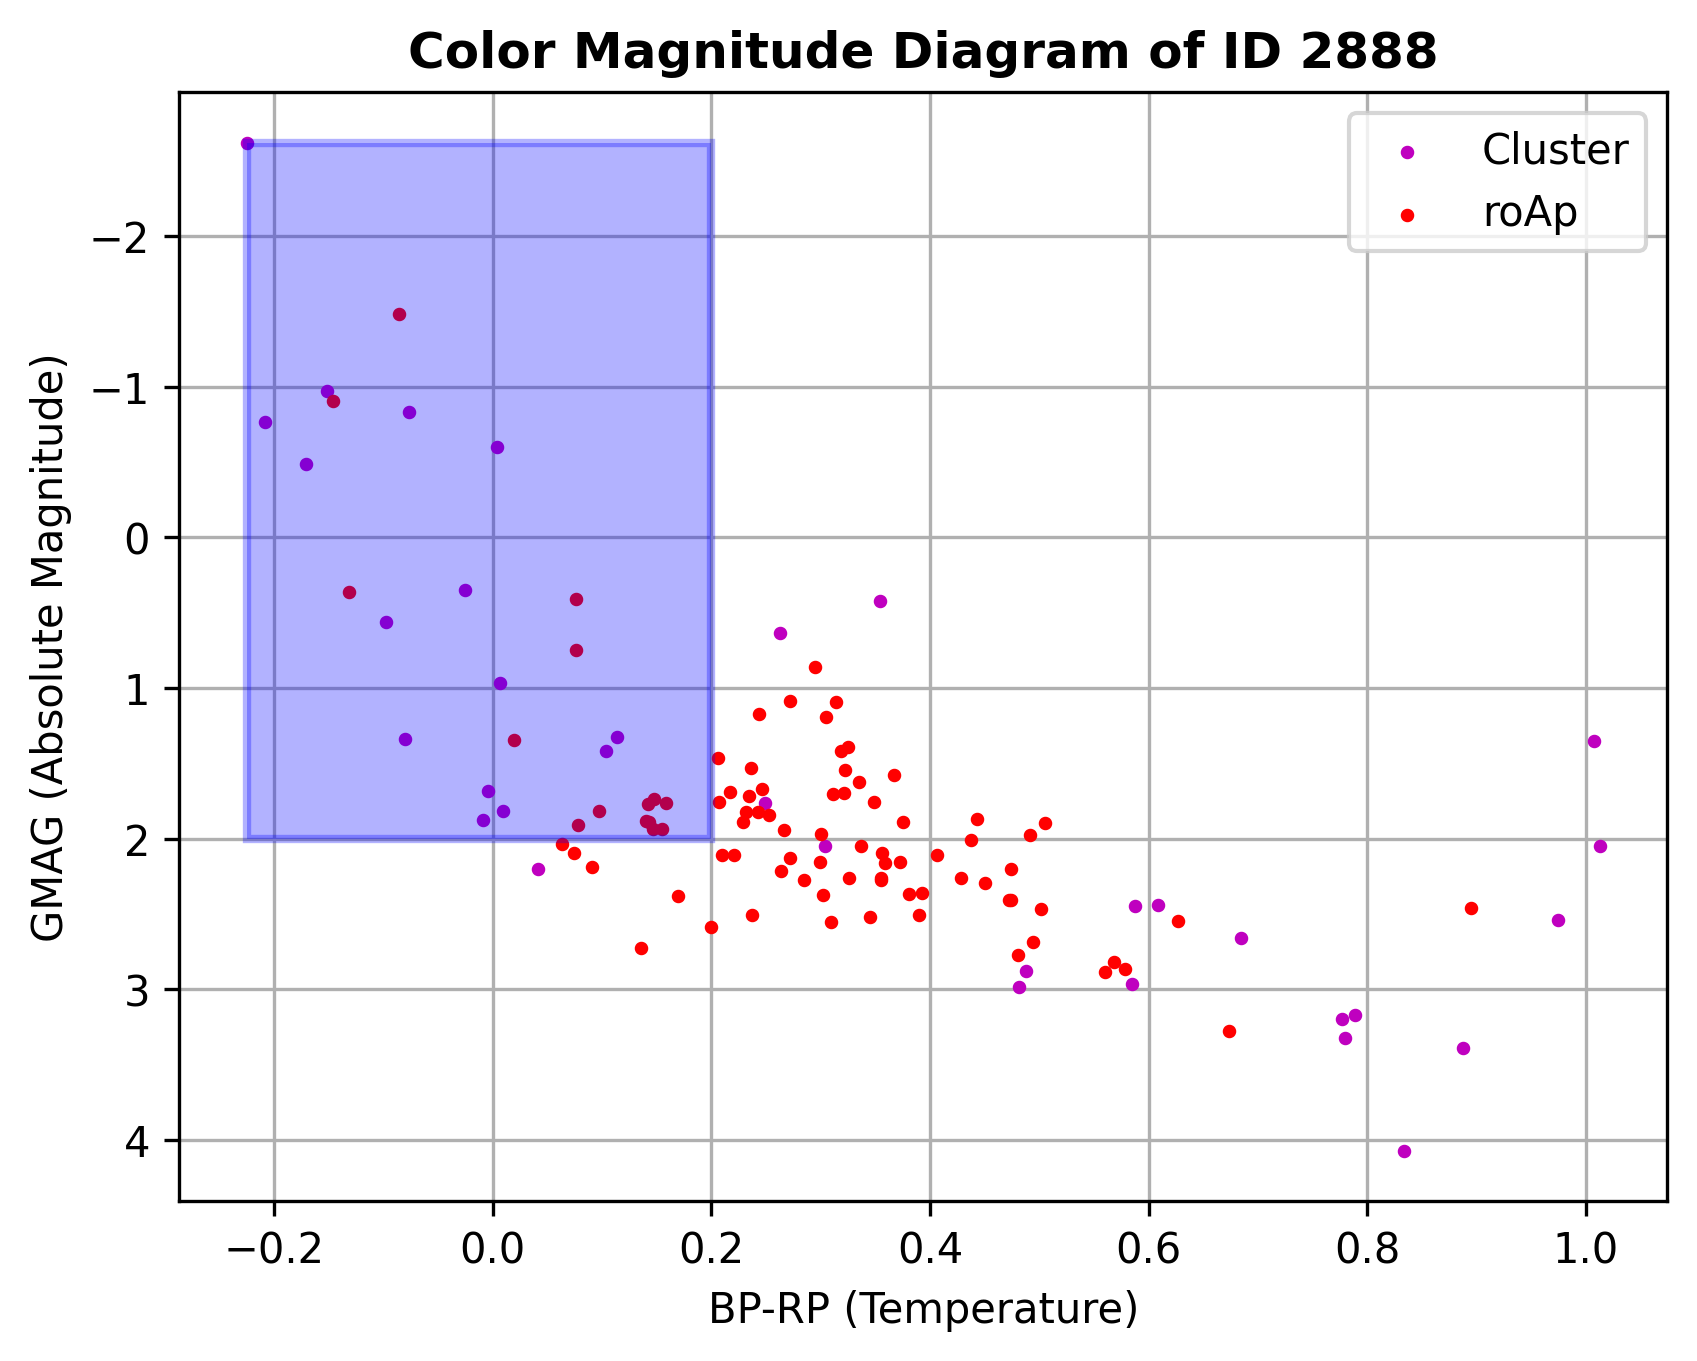 Color Magnitude Diagram of ID 2888
Cluster
roAp
−2
−1
0
1
2
3
4
GMAG (Absolute Magnitude)
−0.2
0.0
0.2
0.4
0.6
0.8
1.0
BP-RP (Temperature)